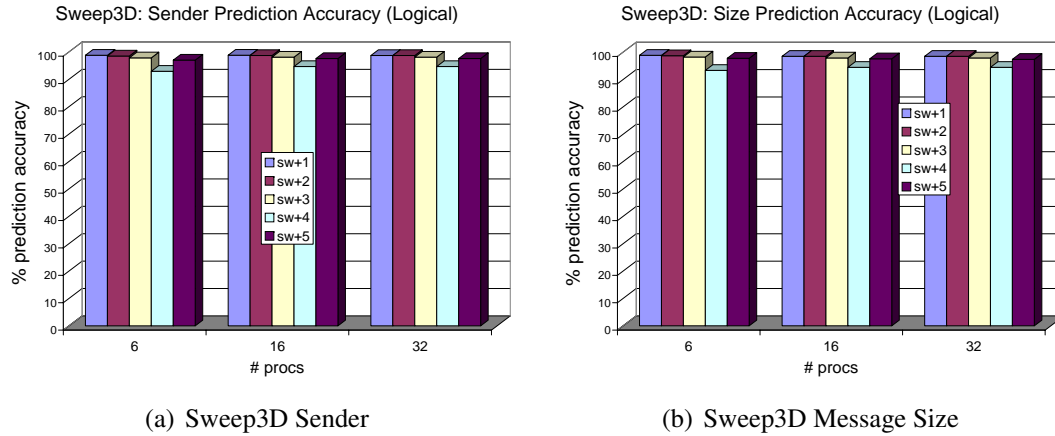 Sweep3D: Sender Prediction Accuracy (Logical)
% prediction accuracy
100
90
80
70
60
50
40
30
20
10
0
sw+1
sw+2
sw+3
sw+4
sw+5
6 16 32
# procs
(a) Sweep3D Sender
Sweep3D: Size Prediction Accuracy (Logical)
% prediction accuracy
100
90
80
70
60
50
40
30
20
10
0
sw+1
sw+2
sw+3
sw+4
sw+5
6 16 32
# procs
(b) Sweep3D Message Size